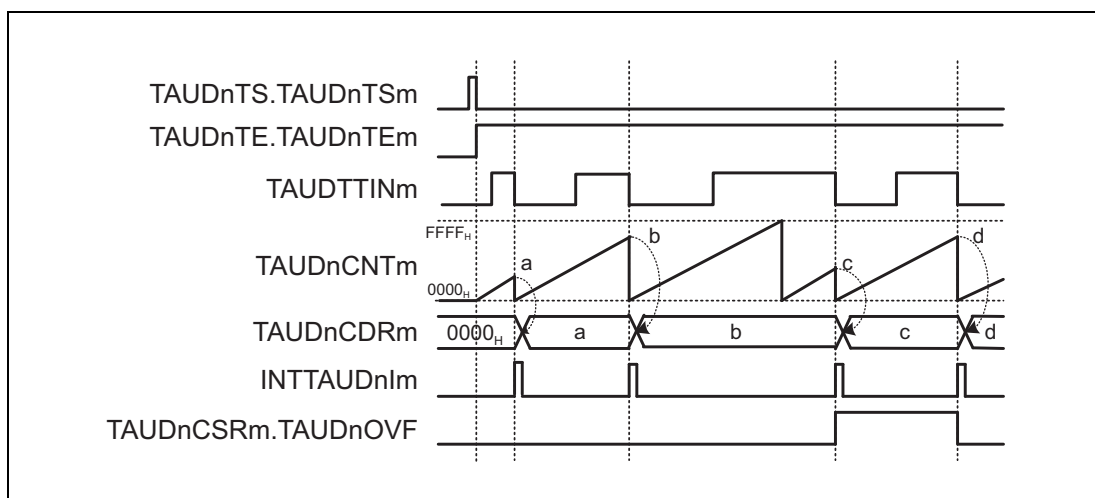 TAUDnTS.TAUDnTSm
TAUDnTE.TAUDnTEm
TAUDTTINm
FFFFH
TAUDnCNTm
0000H
a
b
c
d
TAUDnCDRm
0000H
a
b
c
d
INTTAUDnIm
TAUDnCSRm.TAUDnOVF